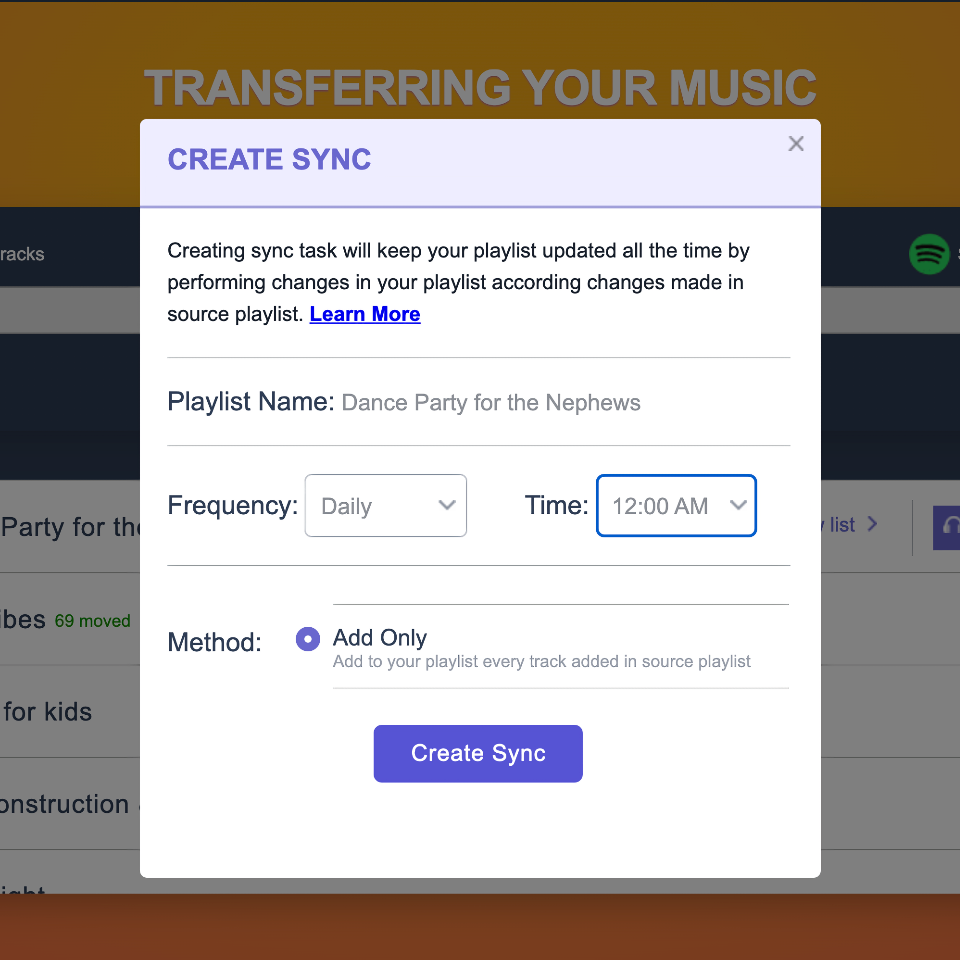 TRANSFERRING YOUR MUSIC
CREATE SYNC
racks
Creating sync task will keep your playlist updated all the time by
performing changes in your playlist according changes made in
source playlist. Learn More
Playlist Name: Dance Party for the Nephews
Frequency: Daily Time: 12:00 AM
Party for the
list
ibes 69 moved
Method: Add Only
Add to your playlist every track added in source playlist
for kids
Create Sync
onstruction